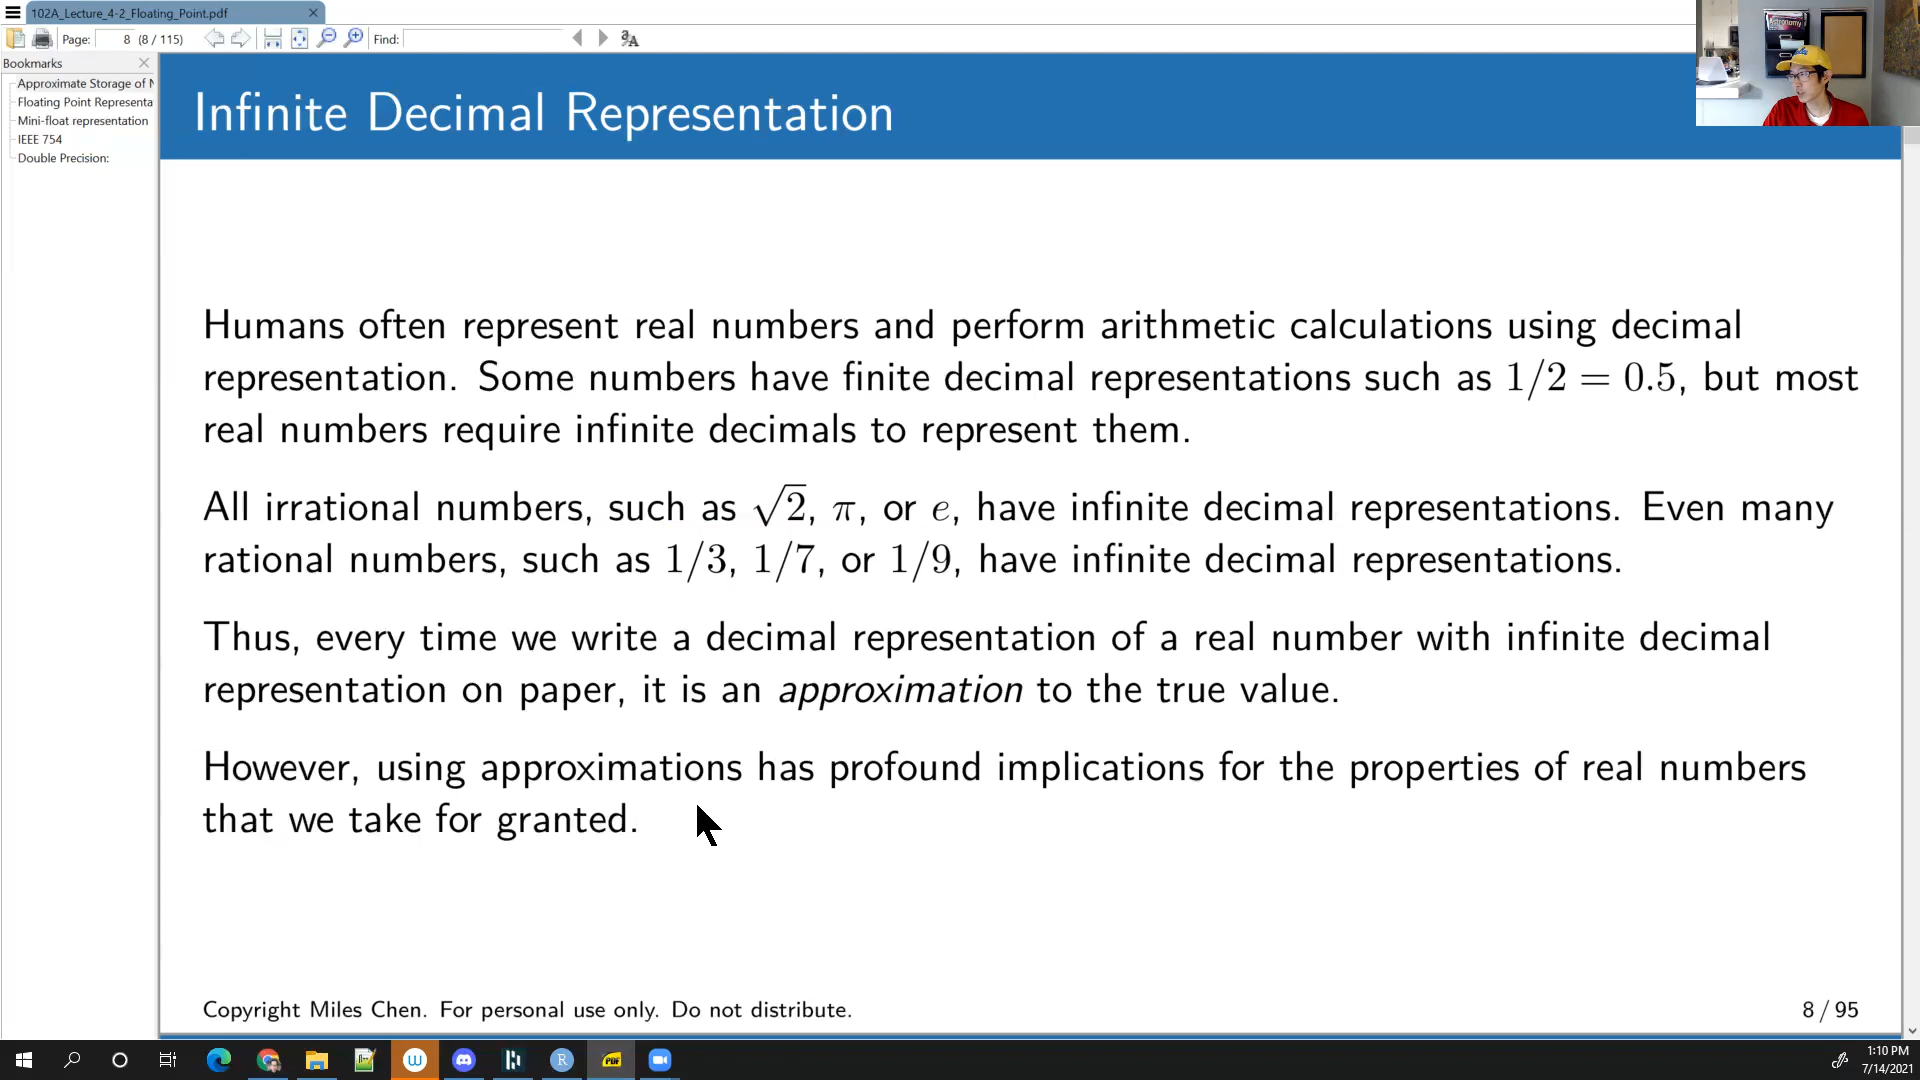 102A_Lecture_4-2_Floating_Point.pdf
Page: 8 (8 / 115) Find:
Bookmarks
Approximate Storage of N
Floating Point Representa
Mini-float representation
IEEE 754
Double Precision:
Infinite Decimal Representation
Humans often represent real numbers and perform arithmetic calculations using decimal
representation. Some numbers have finite decimal representations such as 1/2 = 0.5, but most
real numbers require infinite decimals to represent them.
All irrational numbers, such as √2, π, or e, have infinite decimal representations. Even many
rational numbers, such as 1/3, 1/7, or 1/9, have infinite decimal representations.
Thus, every time we write a decimal representation of a real number with infinite decimal
representation on paper, it is an approximation to the true value.
However, using approximations has profound implications for the properties of real numbers
that we take for granted.
Copyright Miles Chen. For personal use only. Do not distribute.
8 / 95
Astronomy
W
R
PDF
1:10 PM
7/14/2021